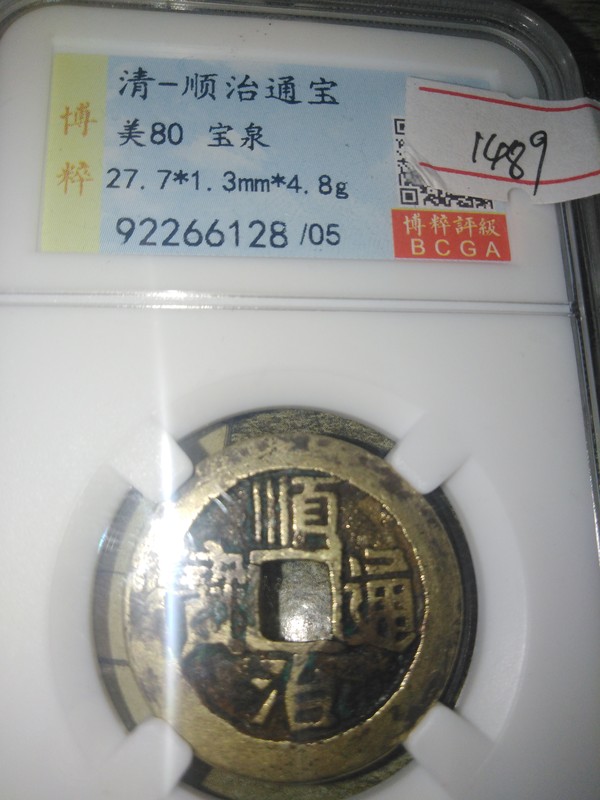 清-顺治通宝
美80 宝泉
27.7*1.3mm*4.8g
92266128 /05
博粹
1489
博粹評級
BCGA
順治通寳